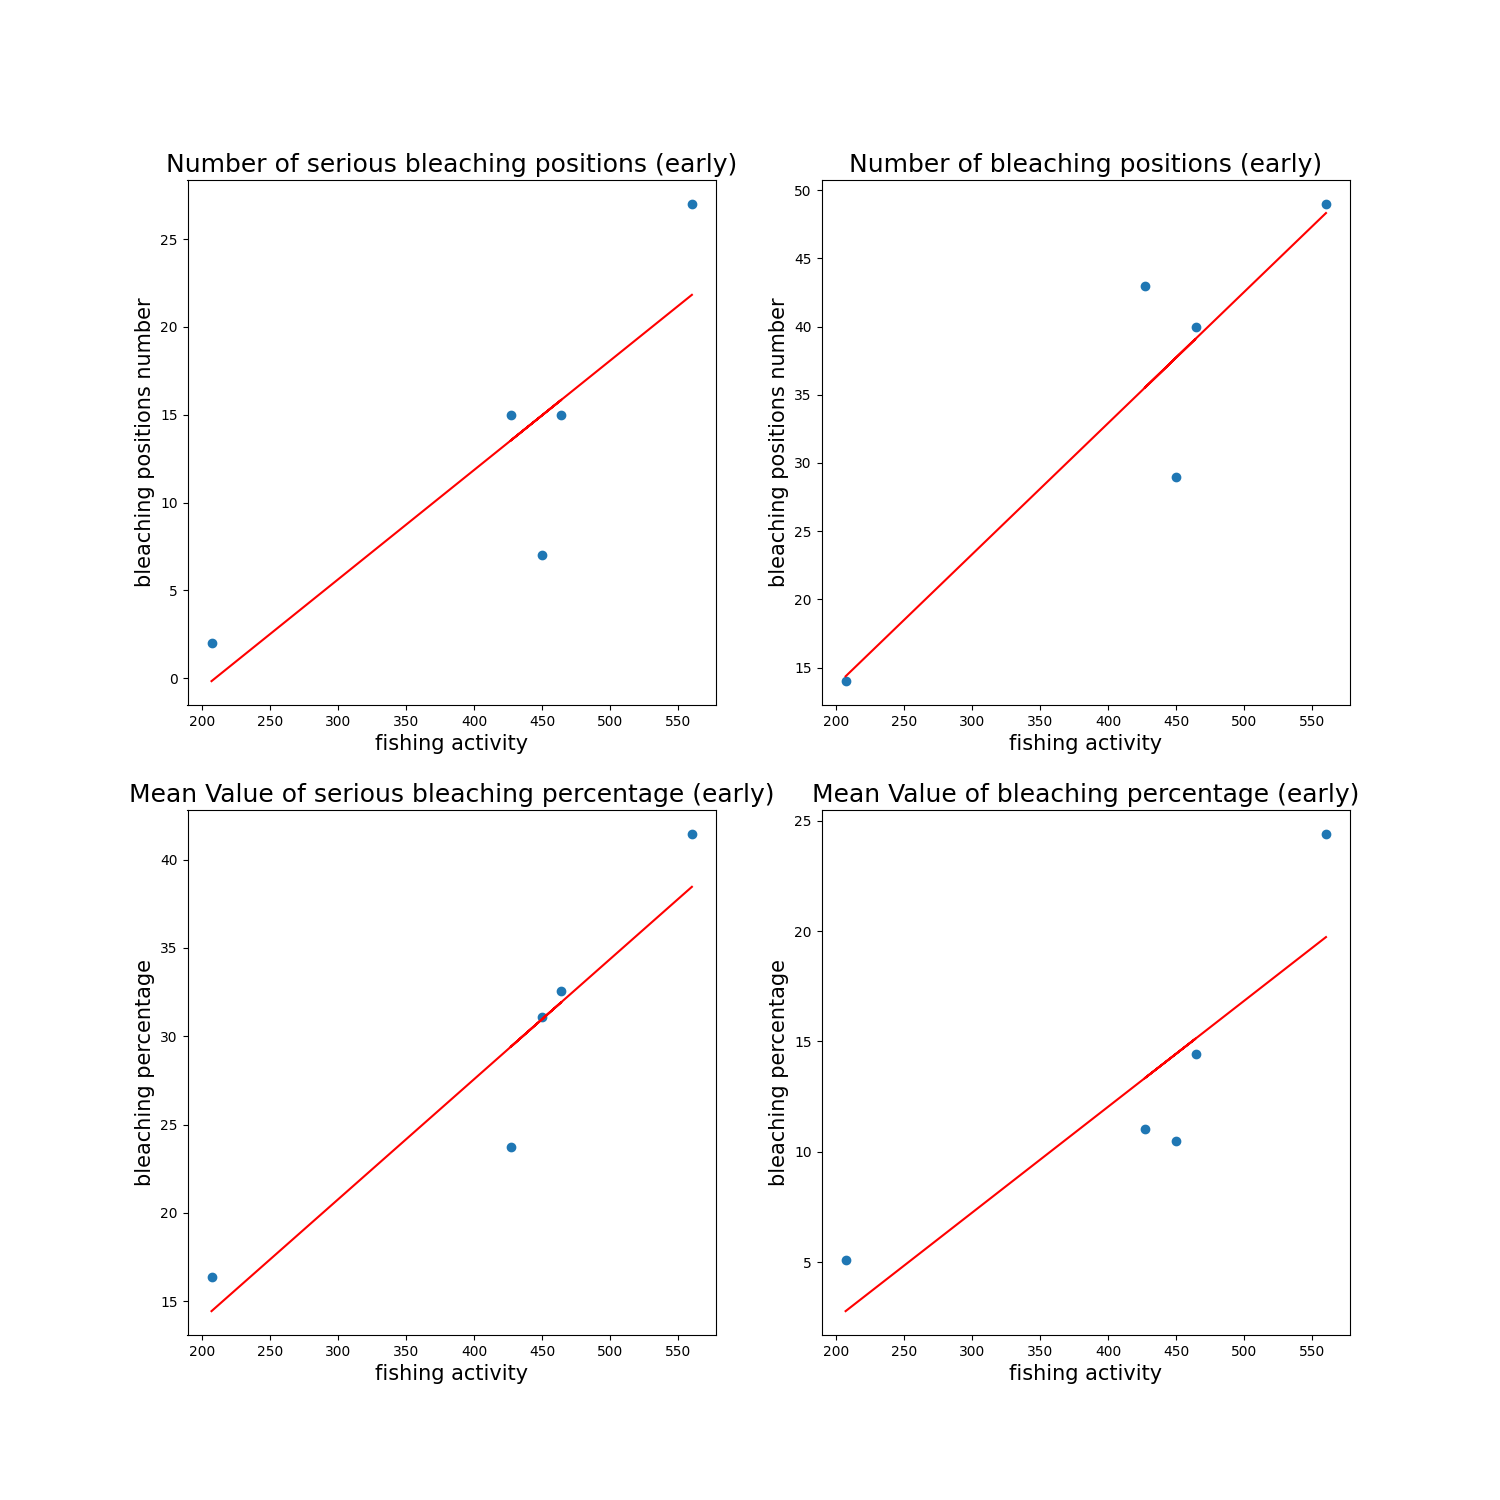 Number of serious bleaching positions (early)
bleaching positions number
25
20
15
10
5
0
200 250 300 350 400 450 500 550
fishing activity
Number of bleaching positions (early)
bleaching positions number
50
45
40
35
30
25
20
15
200 250 300 350 400 450 500 550
fishing activity
Mean Value of serious bleaching percentage (early)
bleaching percentage
40
35
30
25
20
15
200 250 300 350 400 450 500 550
fishing activity
Mean Value of bleaching percentage (early)
bleaching percentage
25
20
15
10
5
200 250 300 350 400 450 500 550
fishing activity